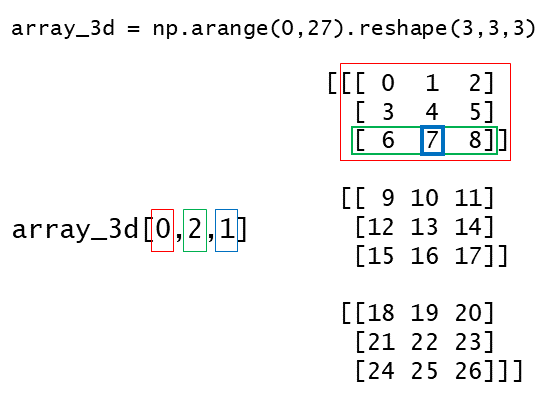 array_3d = np.arange(0,27).reshape(3,3,3)
[[[ 0 1 2]
[ 3 4 5]
[ 6 7 8]]
[[ 9 10 11]
array_3d[0,2,1]
[12 13 14]
[15 16 17]]
[[18 19 20]
[21 22 23]
[24 25 26]]]